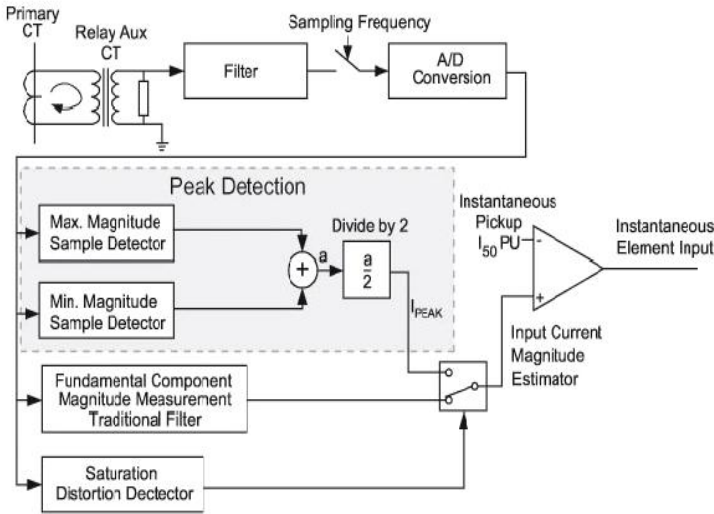 Primary
CT
Relay Aux
CT
Filter
Sampling Frequency
A/D
Conversion
Peak Detection
Max. Magnitude
Sample Detector
Min. Magnitude
Sample Detector
+
a
Divide by 2
a
2
IPEAK
Instantaneous
Pickup
I50 PU
-
+
Instantaneous
Element Input
Input Current
Magnitude
Estimator
Fundamental Component
Magnitude Measurement
Traditional Filter
Saturation
Distortion Dectector